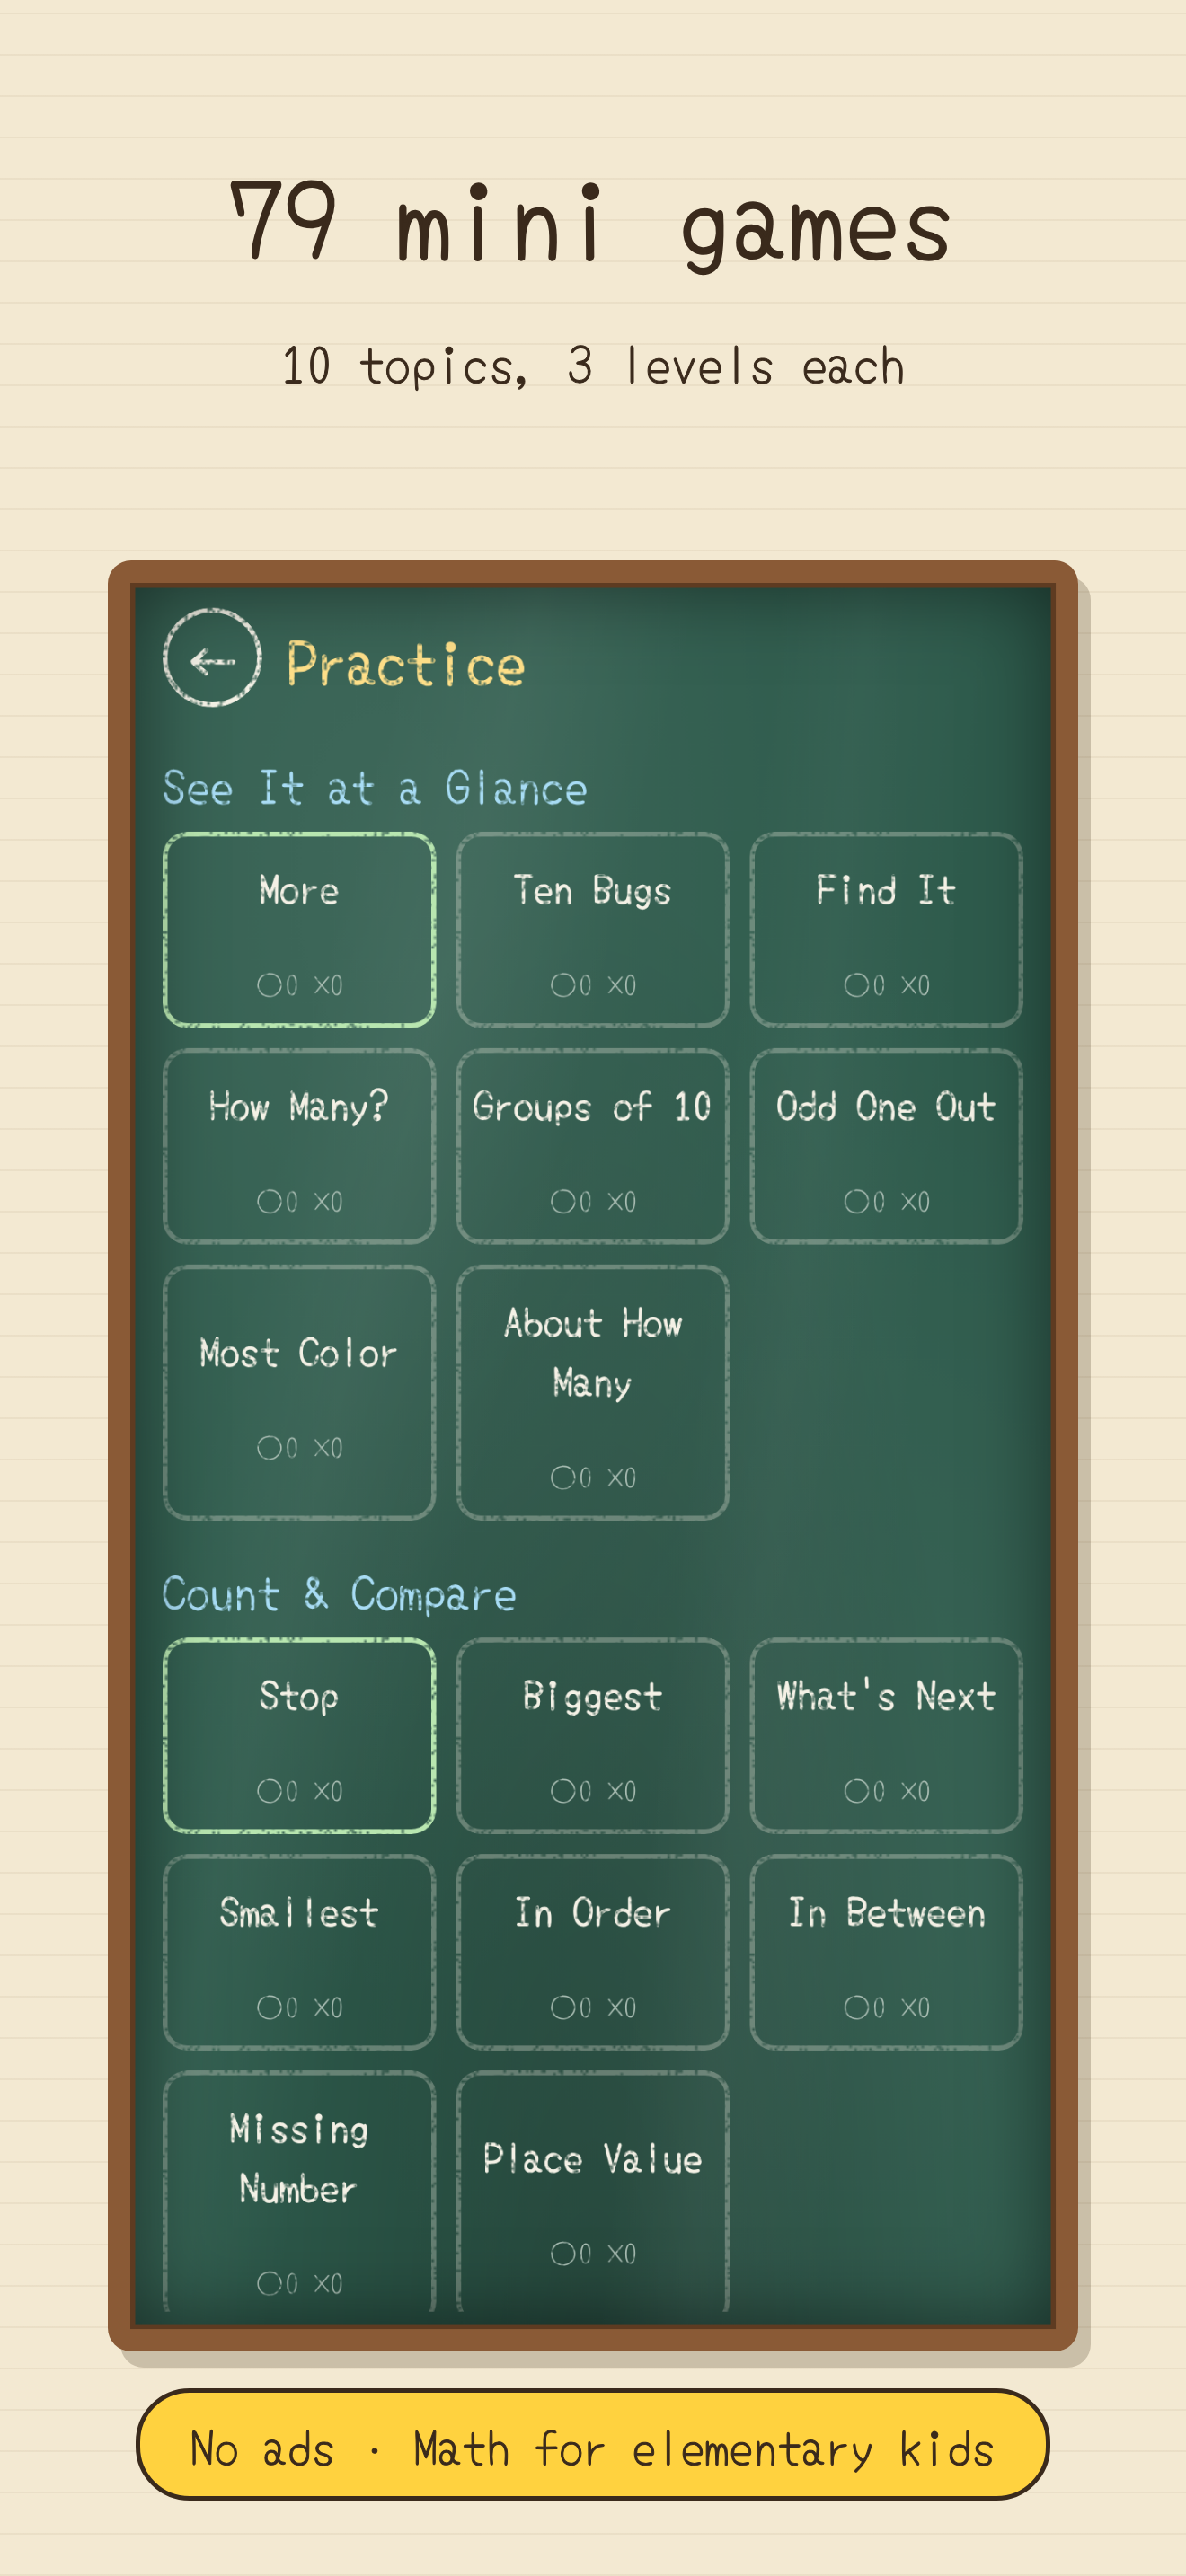 79 mini games
10 topics, 3 levels each
← Practice
See It at a Glance
More
Ten Bugs
Find It
○0 ×0
○0 ×0
○0 ×0
How Many?
Groups of 10
Odd One Out
○0 ×0
○0 ×0
○0 ×0
Most Color
About How
Many
○0 ×0
○0 ×0
Count & Compare
Stop
Biggest
What's Next
○0 ×0
○0 ×0
○0 ×0
Smallest
In Order
In Between
○0 ×0
○0 ×0
○0 ×0
Missing
Number
Place Value
○0 ×0
○0 ×0
No ads · Math for elementary kids